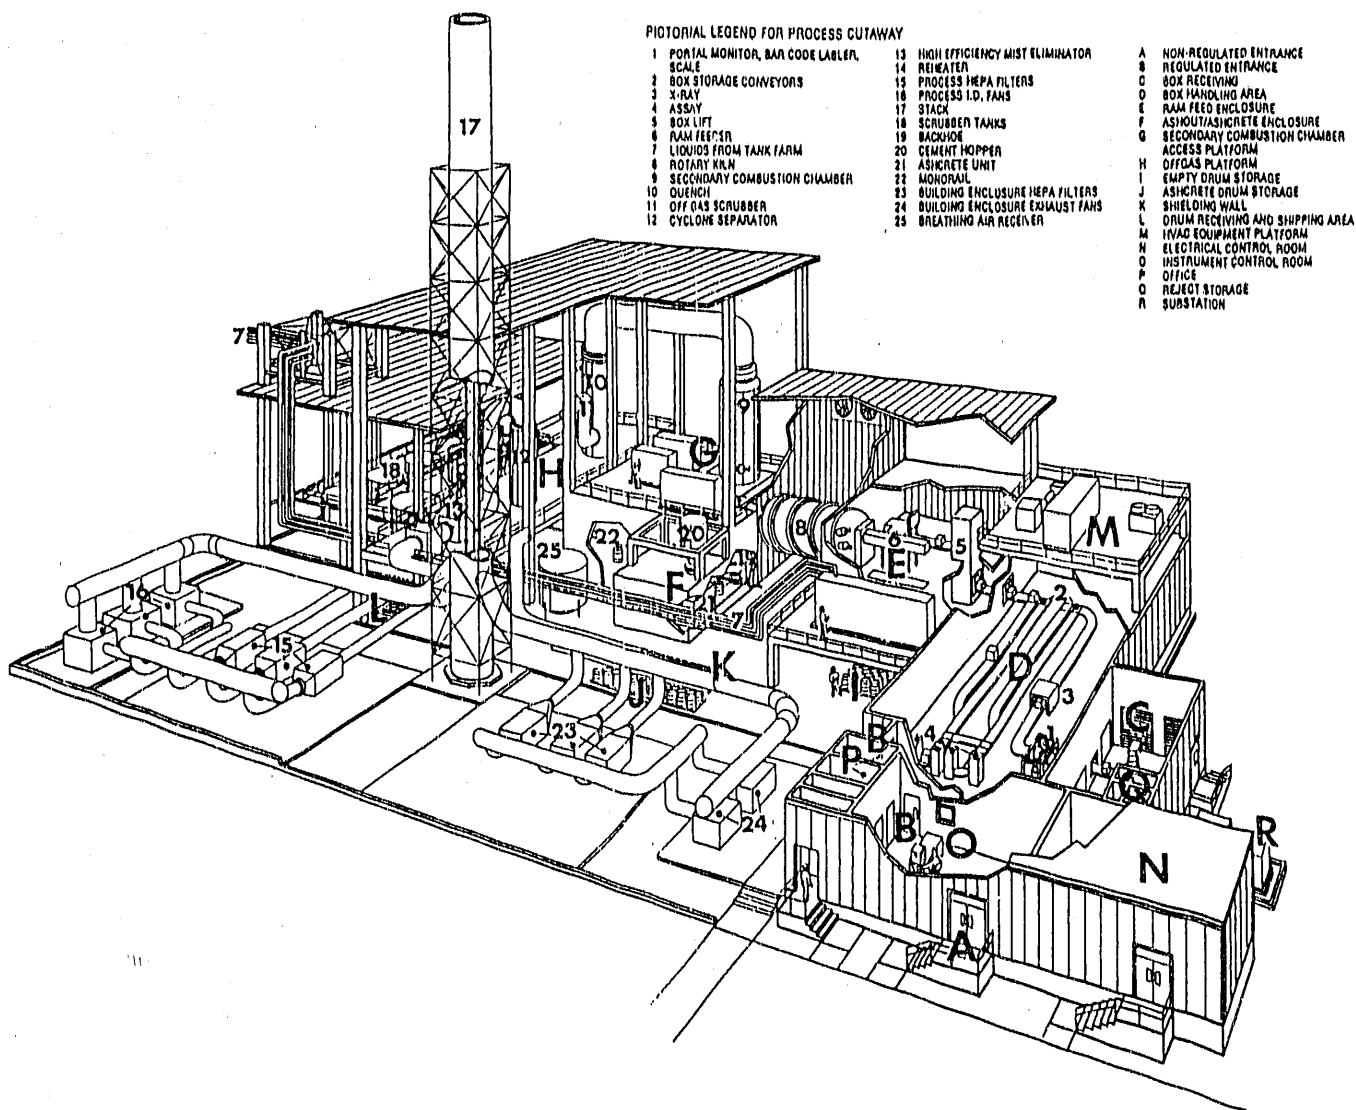 PICTORIAL LEGEND FOR PROCESS CUTAWAY
1 PORTAL MONITOR, BAR CODE LABLER,
SCALE
2 BOX STORAGE CONVEYORS
3 X-RAY
4 ASSAY
5 BOX LIFT
6 RAM FEEDER
7 LIQUIDS FROM TANK FARM
8 ROTARY KILN
9 SECONDARY COMBUSTION CHAMBER
10 QUENCH
11 OFF GAS SCRUBBER
12 CYCLONE SEPARATOR
13 HIGH EFFICIENCY MIST ELIMINATOR
14 REHEATER
15 PROCESS HEPA FILTERS
16 PROCESS I.D. FANS
17 STACK
18 SCRUBBER TANKS
19 BACKHOE
20 CEMENT HOPPER
21 ASHCRETE UNIT
22 MONORAIL
23 BUILDING ENCLOSURE HEPA FILTERS
24 BUILDING ENCLOSURE EXHAUST FANS
25 BREATHING AIR RECEIVER
A NON-REGULATED ENTRANCE
B REGULATED ENTRANCE
C BOX RECEIVING
D BOX HANDLING AREA
E RAM FEED ENCLOSURE
F ASHOUT/ASHCRETE ENCLOSURE
G SECONDARY COMBUSTION CHAMBER
ACCESS PLATFORM
H OFFGAS PLATFORM
I EMPTY DRUM STORAGE
J ASHCRETE DRUM STORAGE
K SHIELDING WALL
L DRUM RECEIVING AND SHIPPING AREA
M HVAC EQUIPMENT PLATFORM
N ELECTRICAL CONTROL ROOM
O INSTRUMENT CONTROL ROOM
P OFFICE
Q REJECT STORAGE
R SUBSTATION
17
7
10
11
9
G
18
12
H
13
M
8
6
5
E
25
22
20
F
7
2
16
L
15
K
D
3
J
I
C
23
4
B
P
Q
24
B
O
R
N
A